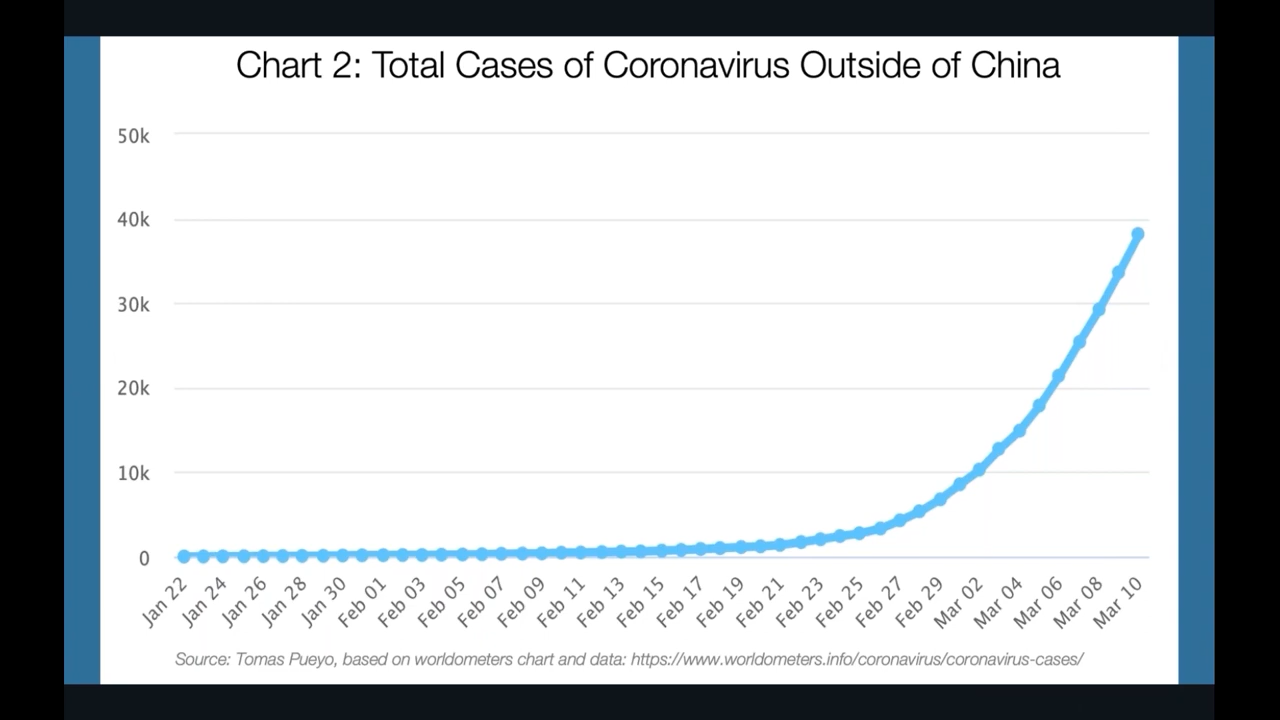 Chart 2: Total Cases of Coronavirus Outside of China
50k
40k
30k
20k
10k
0
Jan 22
Jan 24
Jan 26
Jan 28
Jan 30
Feb 01
Feb 03
Feb 05
Feb 07
Feb 09
Feb 11
Feb 13
Feb 15
Feb 17
Feb 19
Feb 21
Feb 23
Feb 25
Feb 27
Feb 29
Mar 02
Mar 04
Mar 06
Mar 08
Mar 10
Source: Tomas Pueyo, based on worldometers chart and data: https://www.worldometers.info/coronavirus/coronavirus-cases/